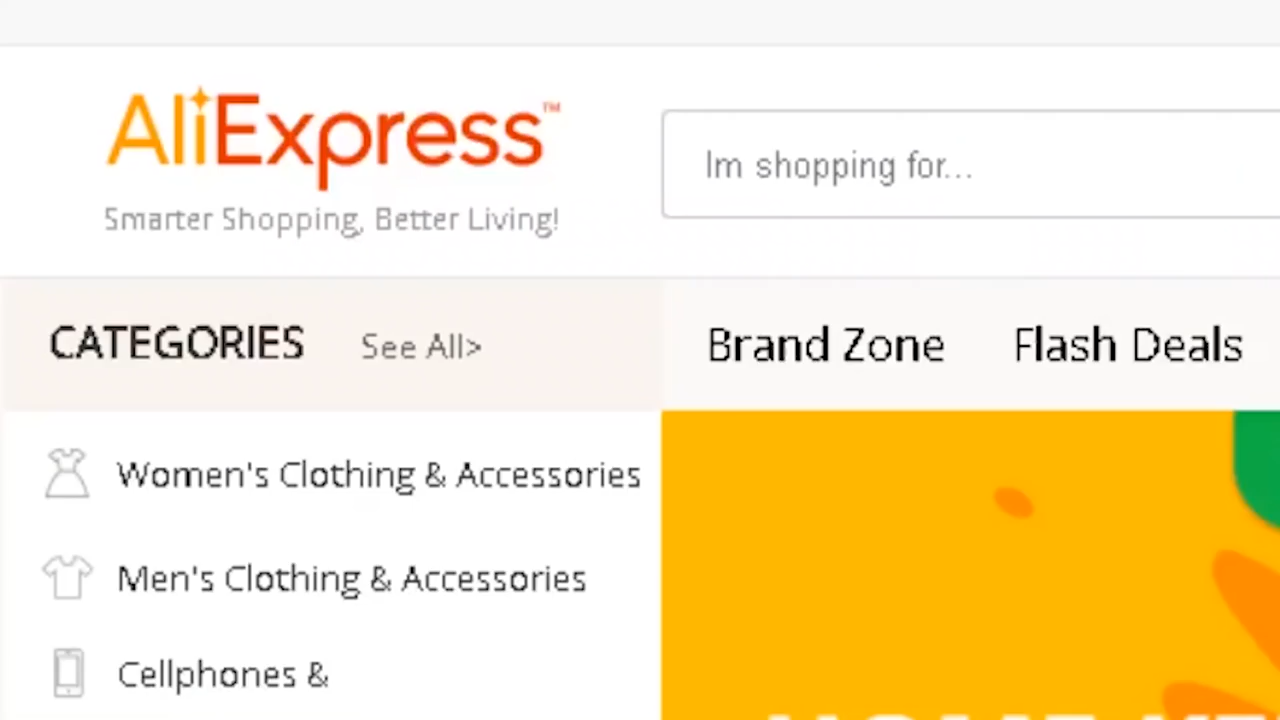 AliExpress™
Smarter Shopping, Better Living!
Im shopping for...
CATEGORIES See All>
Brand Zone Flash Deals
Women's Clothing & Accessories
Men's Clothing & Accessories
Cellphones &